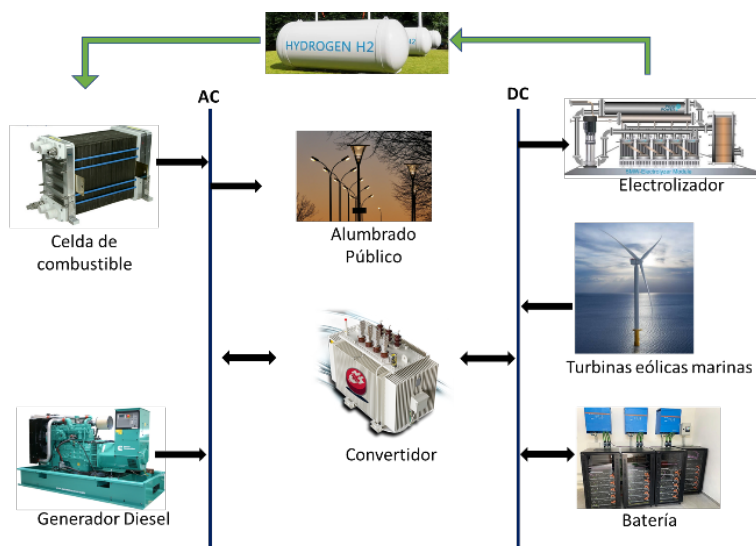 HYDROGEN H2
AC
DC
Electrolizador
Celda de
combustible
Alumbrado
Público
Turbinas eólicas marinas
Convertidor
Generador Diesel
Batería